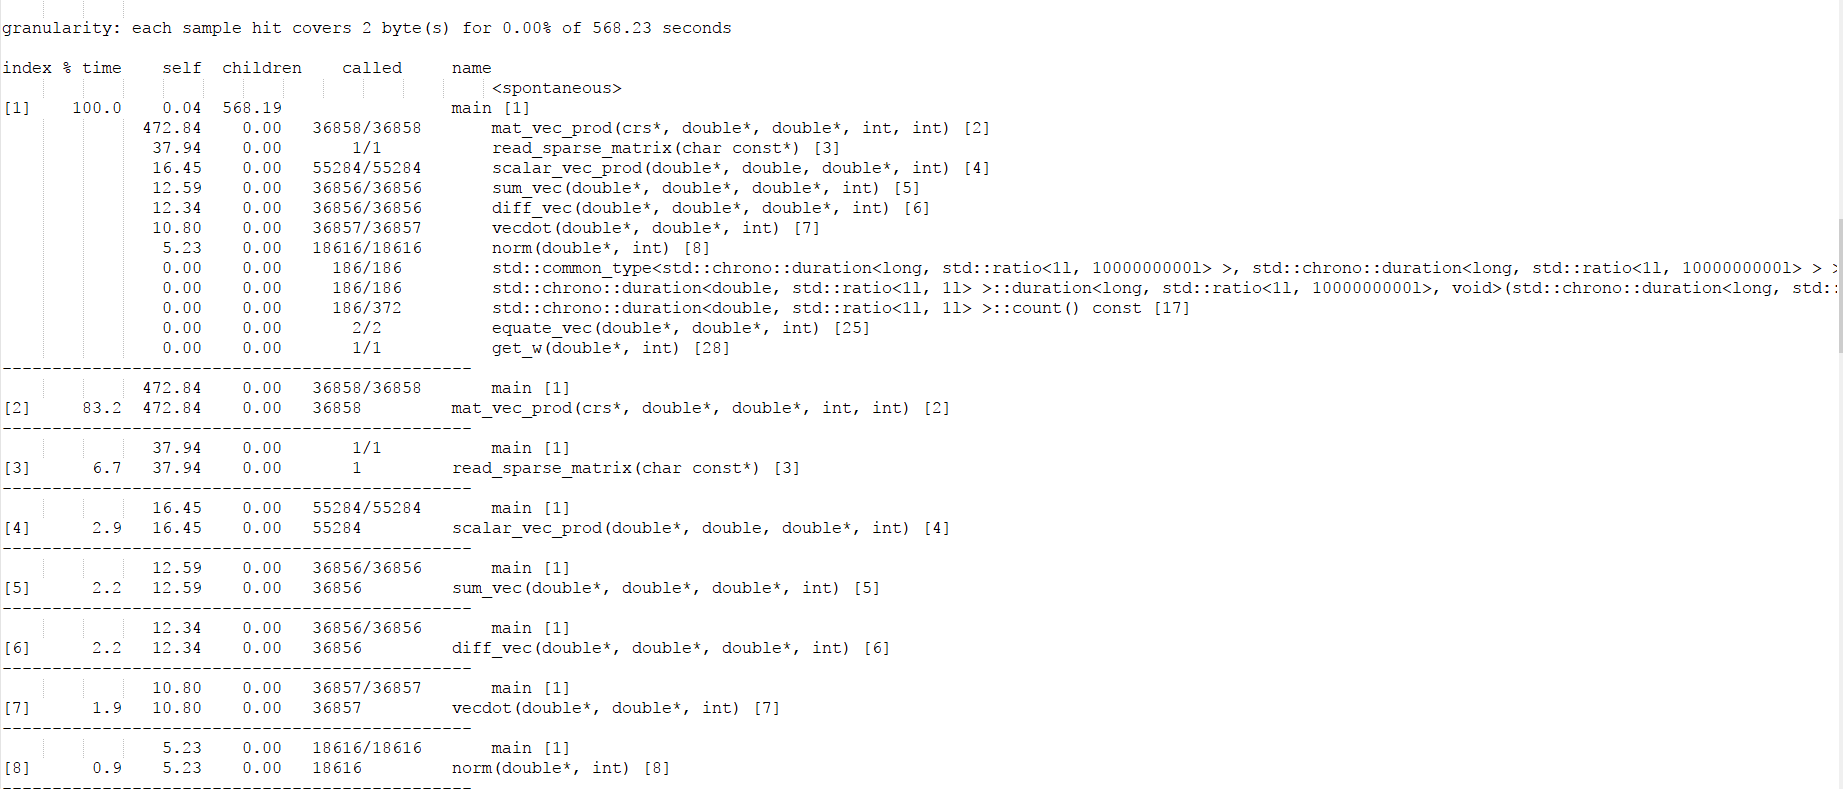 granularity: each sample hit covers 2 byte(s) for 0.00% of 568.23 seconds
index % time    self  children    called     name
                                                 <spontaneous>
[1]    100.0    0.04  568.19                 main [1]
              472.84    0.00   36858/36858       mat_vec_prod(crs*, double*, double*, int, int) [2]
               37.94    0.00       1/1           read_sparse_matrix(char const*) [3]
               16.45    0.00   55284/55284       scalar_vec_prod(double*, double, double*, int) [4]
               12.59    0.00   36856/36856       sum_vec(double*, double*, double*, int) [5]
               12.34    0.00   36856/36856       diff_vec(double*, double*, double*, int) [6]
               10.80    0.00   36857/36857       vecdot(double*, double*, int) [7]
                5.23    0.00   18616/18616       norm(double*, int) [8]
                0.00    0.00     186/186         std::common_type<std::chrono::duration<long, std::ratio<1l, 1000000000l> >, std::chrono::duration<long, std::ratio<1l, 1000000000l> > >
                0.00    0.00     186/186         std::chrono::duration<double, std::ratio<1l, 1l> >::duration<long, std::ratio<1l, 1000000000l>, void>(std::chrono::duration<long, std::
                0.00    0.00     186/372         std::chrono::duration<double, std::ratio<1l, 1l> >::count() const [17]
                0.00    0.00       2/2           equate_vec(double*, double*, int) [25]
                0.00    0.00       1/1           get_w(double*, int) [28]
-----------------------------------------------
              472.84    0.00   36858/36858       main [1]
[2]     83.2  472.84    0.00   36858         mat_vec_prod(crs*, double*, double*, int, int) [2]
-----------------------------------------------
               37.94    0.00       1/1           main [1]
[3]      6.7   37.94    0.00       1         read_sparse_matrix(char const*) [3]
-----------------------------------------------
               16.45    0.00   55284/55284       main [1]
[4]      2.9   16.45    0.00   55284         scalar_vec_prod(double*, double, double*, int) [4]
-----------------------------------------------
               12.59    0.00   36856/36856       main [1]
[5]      2.2   12.59    0.00   36856         sum_vec(double*, double*, double*, int) [5]
-----------------------------------------------
               12.34    0.00   36856/36856       main [1]
[6]      2.2   12.34    0.00   36856         diff_vec(double*, double*, double*, int) [6]
-----------------------------------------------
               10.80    0.00   36857/36857       main [1]
[7]      1.9   10.80    0.00   36857         vecdot(double*, double*, int) [7]
-----------------------------------------------
                5.23    0.00   18616/18616       main [1]
[8]      0.9    5.23    0.00   18616         norm(double*, int) [8]
-----------------------------------------------